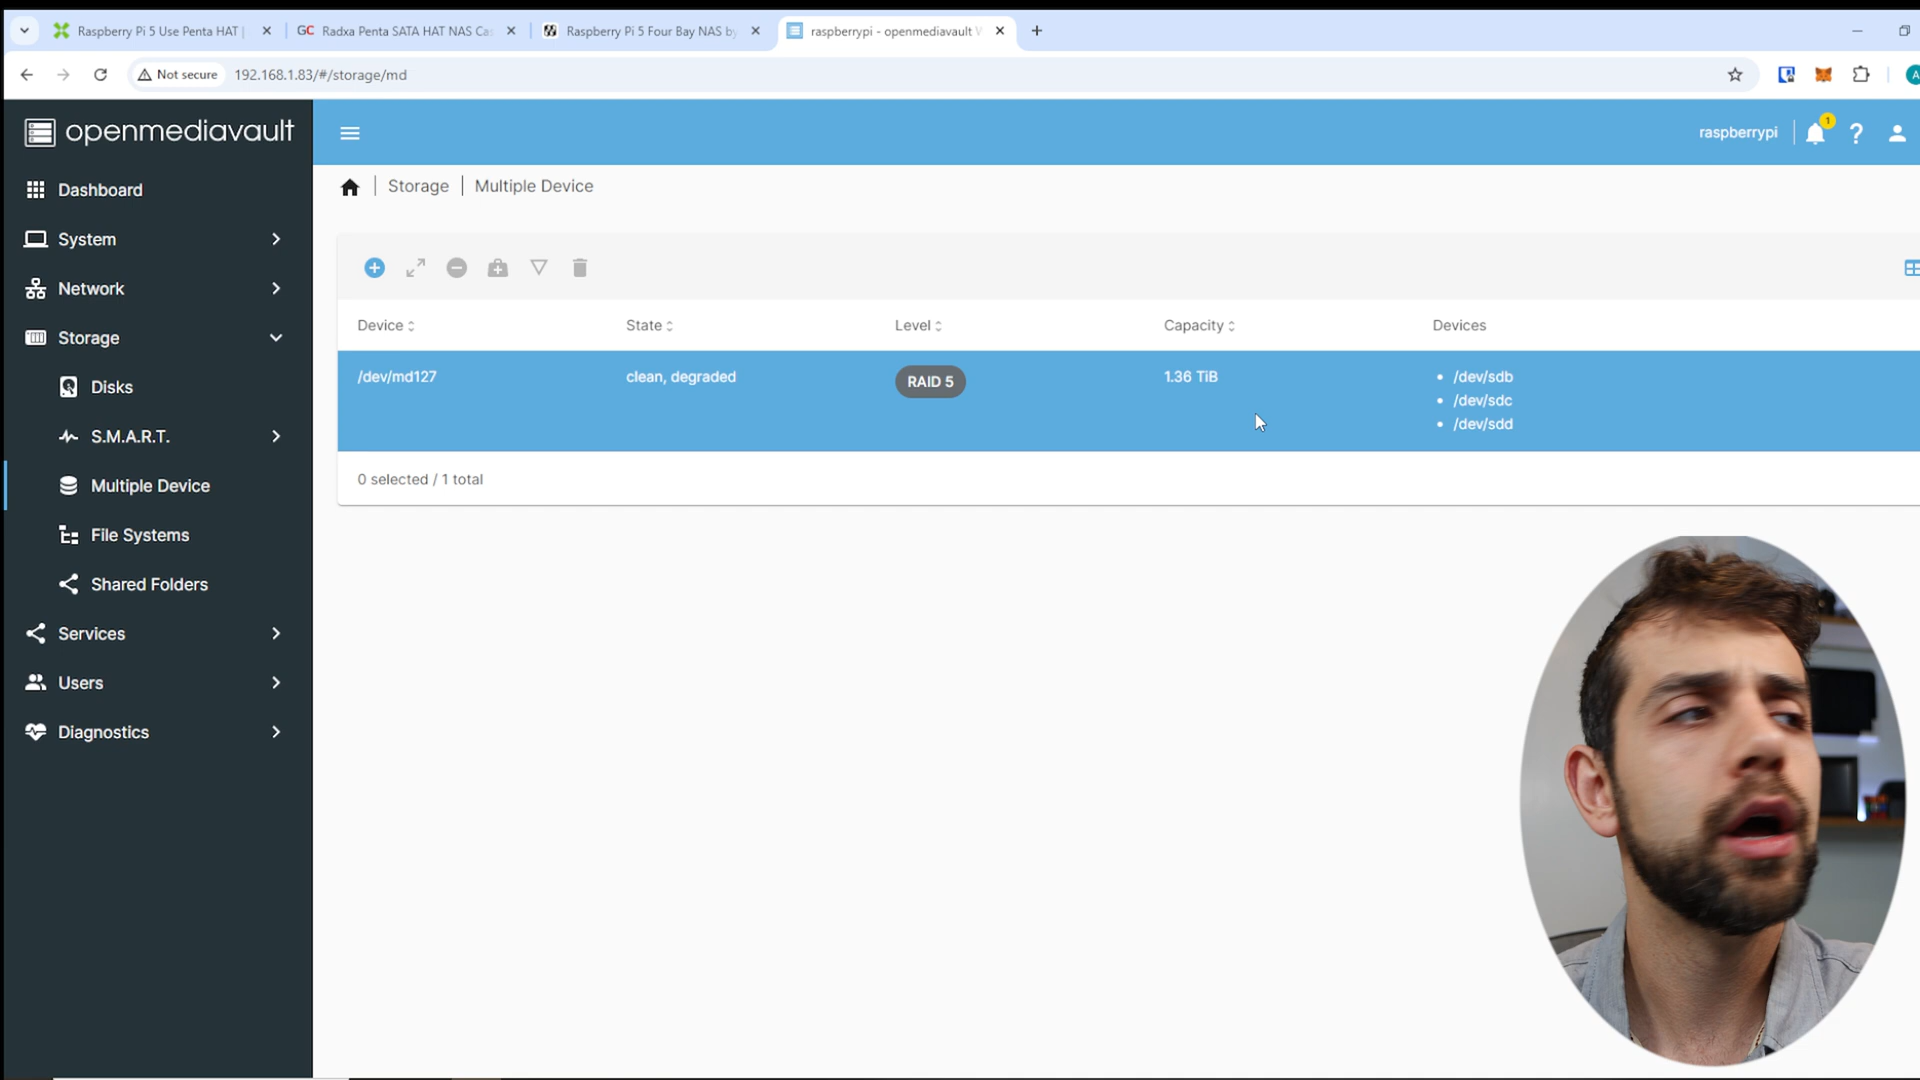 Raspberry Pi 5 Use Penta HAT |
GC Radxa Penta SATA HAT NAS Ca
Raspberry Pi 5 Four Bay NAS by
raspberrypi - openmediavault
Not secure 192.168.1.83/#/storage/md
A
openmediavault
raspberrypi
1
?
Storage | Multiple Device
Dashboard
System
Network
Storage
Disks
S.M.A.R.T.
Multiple Device
File Systems
Shared Folders
Services
Users
Diagnostics
Device State Level Capacity Devices
/dev/md127 clean, degraded RAID 5 1.36 TiB /dev/sdb
/dev/sdc
/dev/sdd
0 selected / 1 total